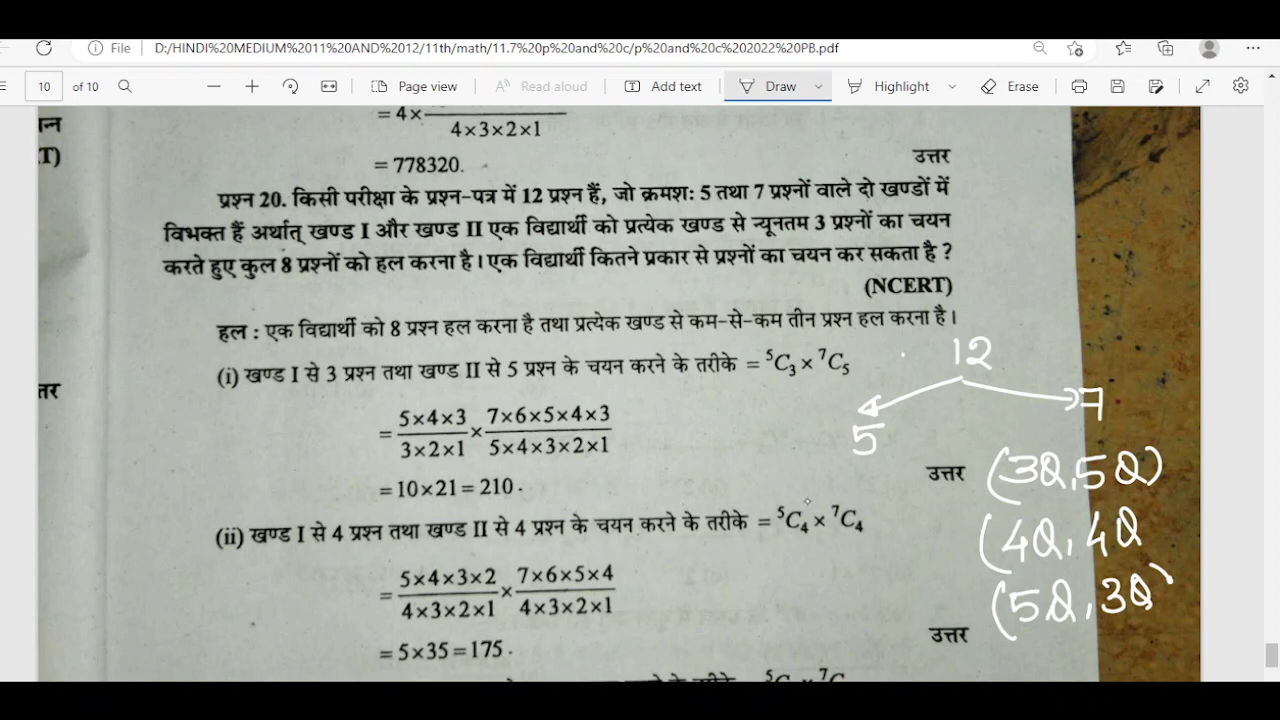 File D:/HINDI%20MEDIUM%2011%20AND%2012/11th/math/11.7%20p%20and%20c/p%20and%20c%202022%20PB.pdf
10 of 10 Page view Read aloud Add text Draw Highlight Erase
T)
= 4×
4×3×2×1
= 778320.
उत्तर
प्रश्न 20. किसी परीक्षा के प्रश्न-पत्र में 12 प्रश्न हैं, जो क्रमश: 5 तथा 7 प्रश्नों वाले दो खण्डों में
विभक्त हैं अर्थात् खण्ड I और खण्ड II एक विद्यार्थी को प्रत्येक खण्ड से न्यूनतम 3 प्रश्नों का चयन
करते हुए कुल 8 प्रश्नों को हल करना है। एक विद्यार्थी कितने प्रकार से प्रश्नों का चयन कर सकता है ?
(NCERT)
हल : एक विद्यार्थी को 8 प्रश्न हल करना है तथा प्रत्येक खण्ड से कम-से-कम तीन प्रश्न हल करना है।
(i) खण्ड I से 3 प्रश्न तथा खण्ड II से 5 प्रश्न के चयन करने के तरीके = ⁵C₃ × ⁷C₅
= 5×4×3/3×2×1 × 7×6×5×4×3/5×4×3×2×1
= 10×21 = 210.
उत्तर
(ii) खण्ड I से 4 प्रश्न तथा खण्ड II से 4 प्रश्न के चयन करने के तरीके = ⁵C₄ × ⁷C₄
= 5×4×3×2/4×3×2×1 × 7×6×5×4/4×3×2×1
= 5×35 = 175.
उत्तर
12
5 7
(3Q, 5Q)
(4Q, 4Q
(5Q, 3Q)